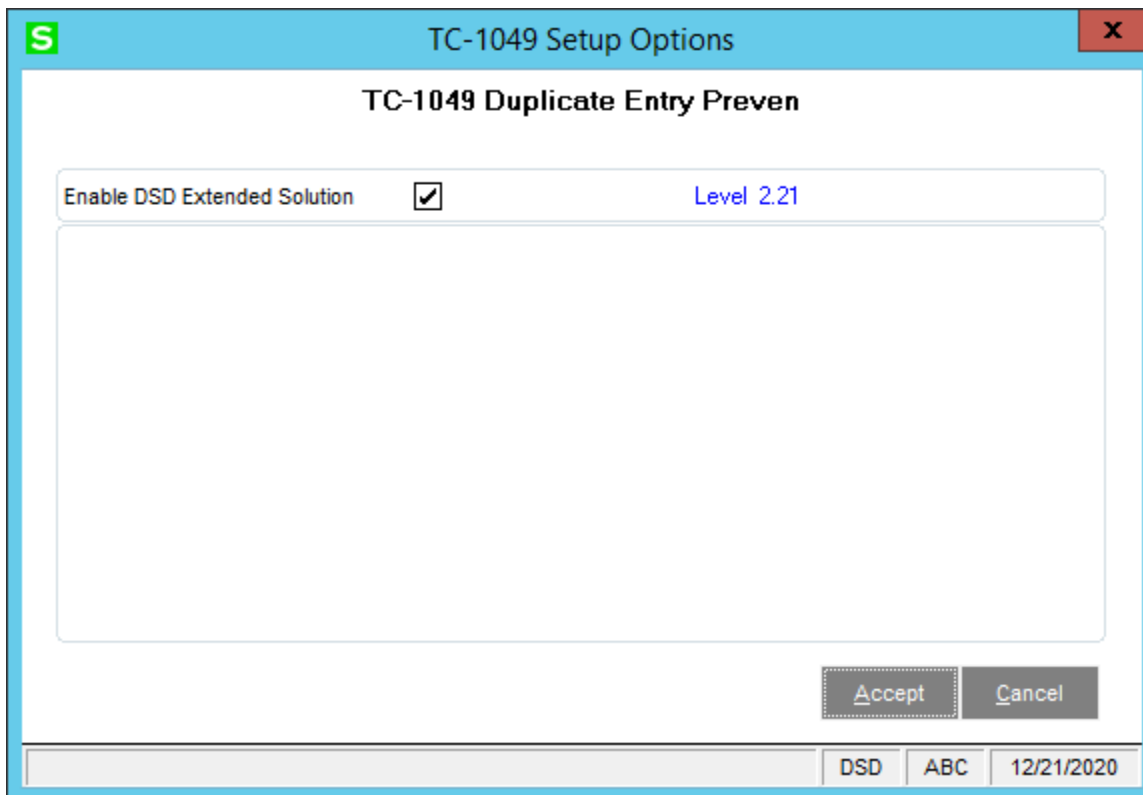 S TC-1049 Setup Options x
TC-1049 Duplicate Entry Preven
Enable DSD Extended Solution Level 2.21
Accept Cancel
DSD ABC 12/21/2020